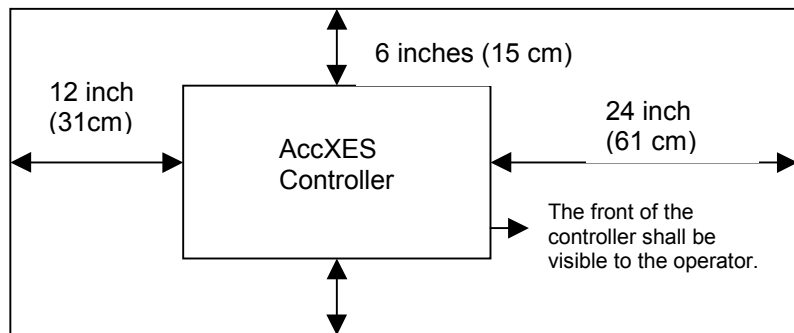 6 inches (15 cm)
12 inch
(31cm)
24 inch
(61 cm)
AccXES
Controller
The front of the
controller shall be
visible to the operator.